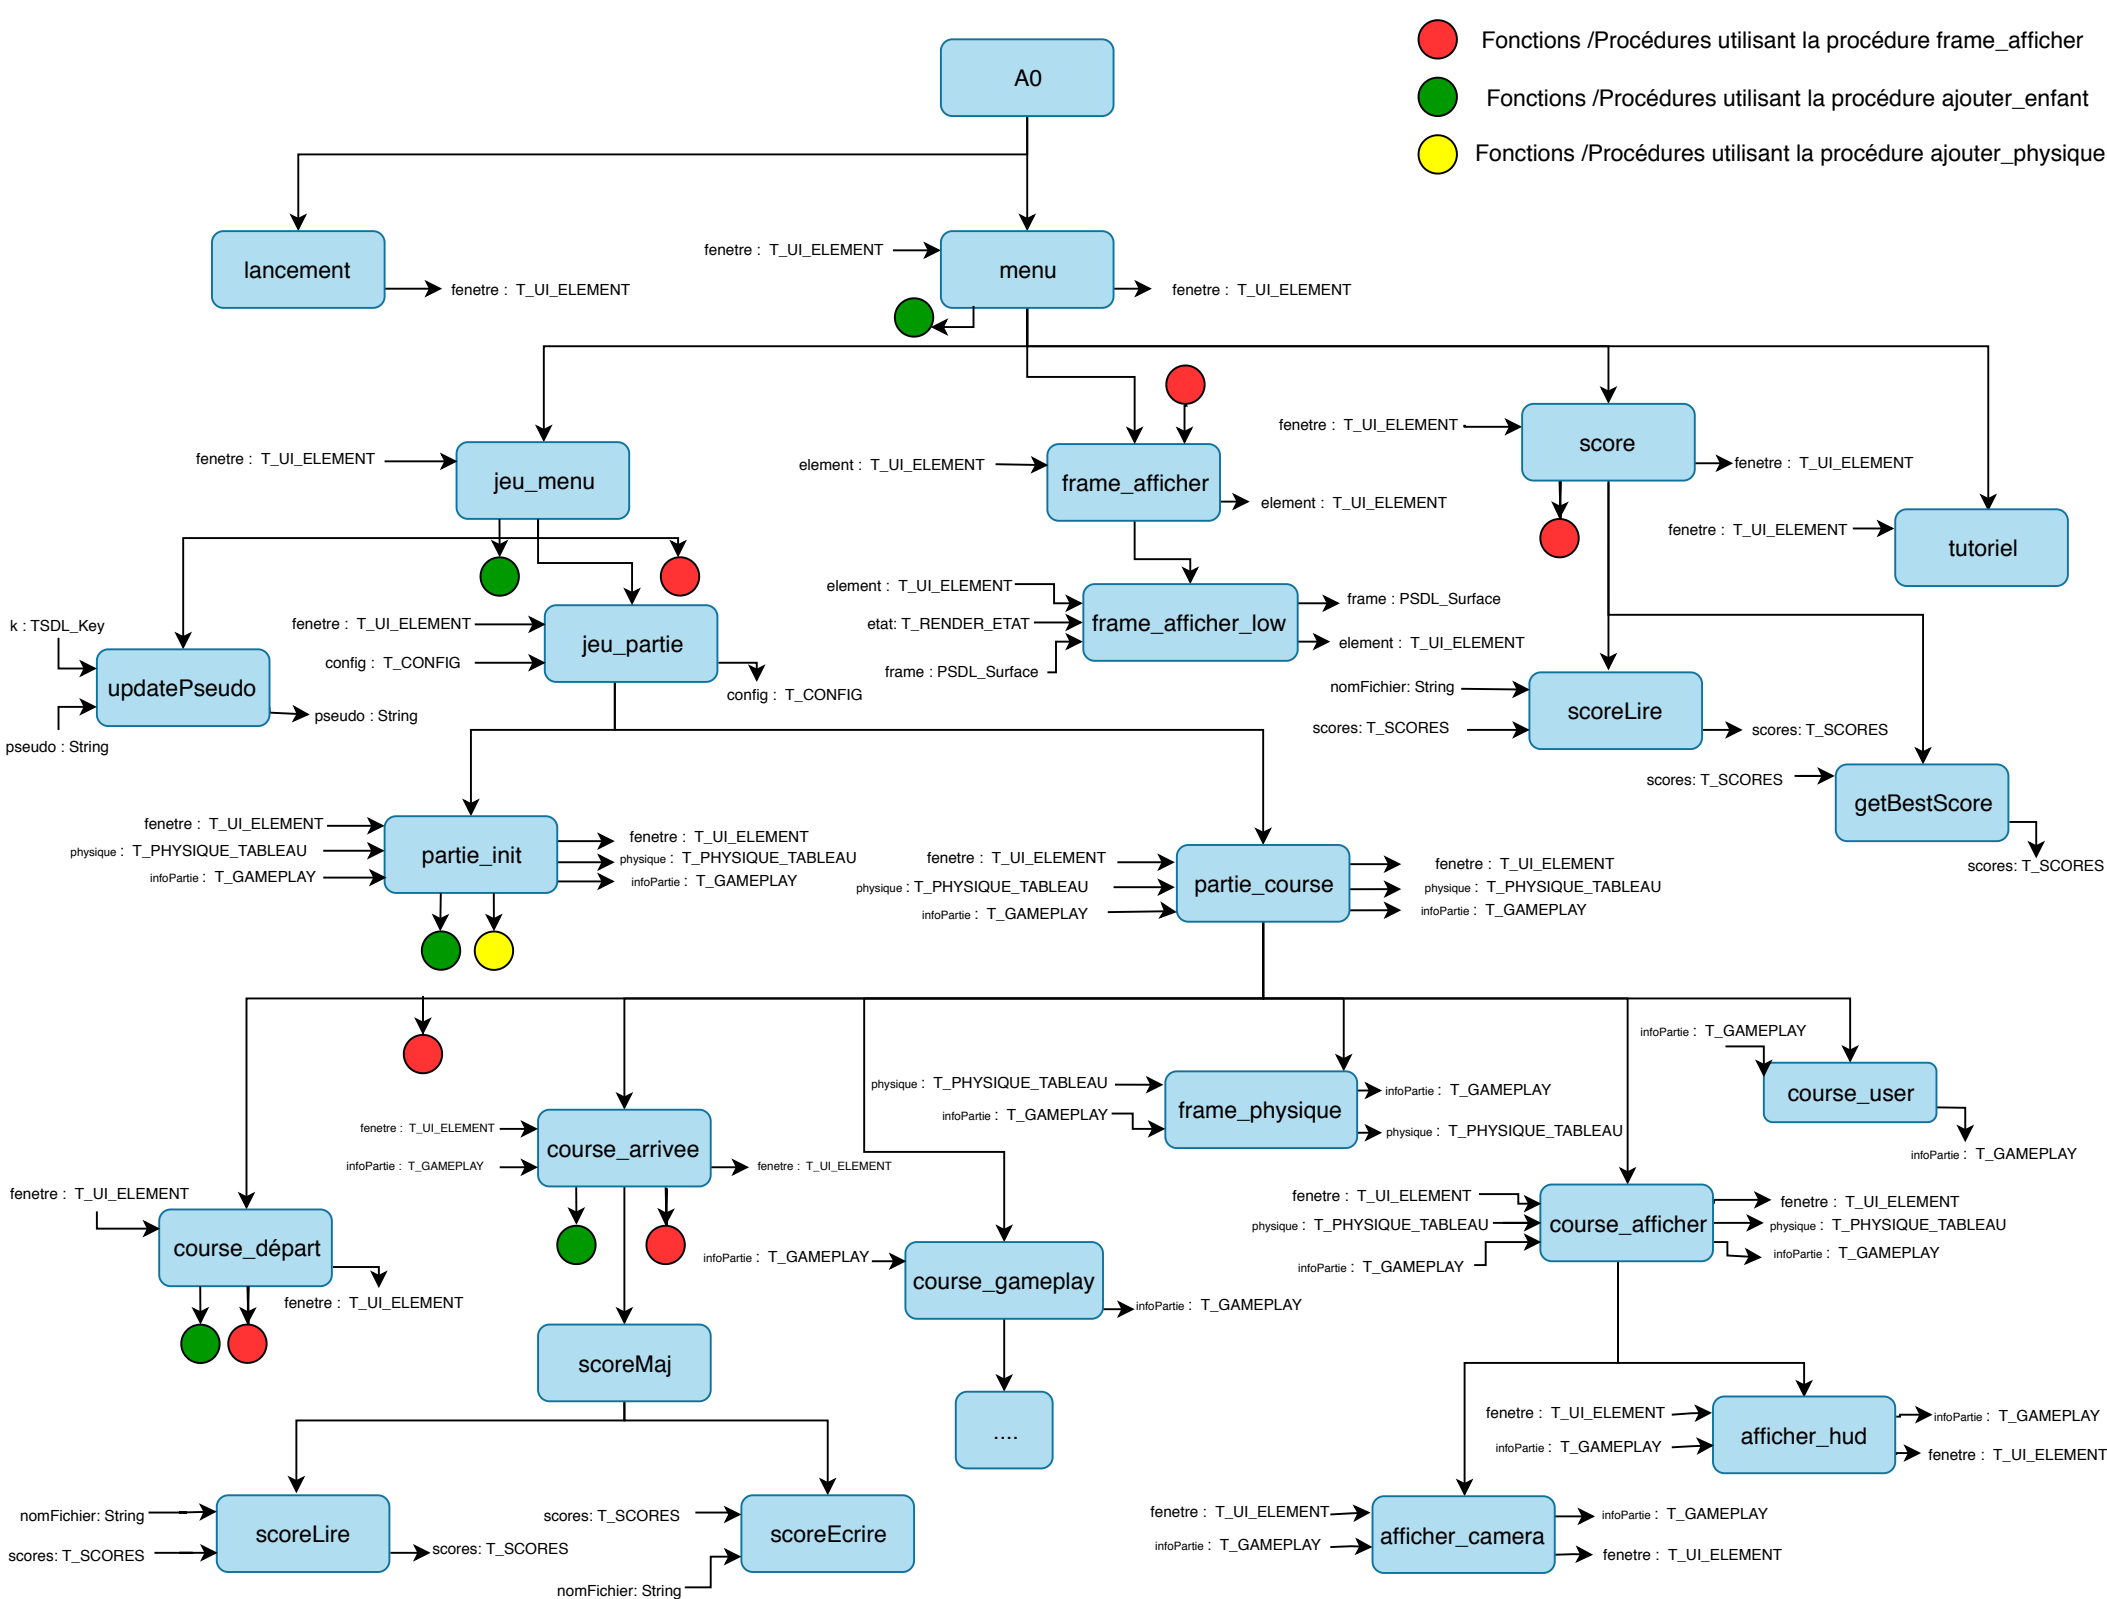 Fonctions /Procédures utilisant la procédure frame_afficher
A0
Fonctions /Procédures utilisant la procédure ajouter_enfant
Fonctions /Procédures utilisant la procédure ajouter_physique
fenetre : T_UI_ELEMENT
lancement
menu
fenetre : T_UI_ELEMENT
fenetre : T_UI_ELEMENT
fenetre : T_UI_ELEMENT
score
fenetre : T_UI_ELEMENT
fenetre : T_UI_ELEMENT
jeu_menu
element : T_UI_ELEMENT
frame_afficher
element : T_UI_ELEMENT
fenetre : T_UI_ELEMENT
tutoriel
element : T_UI_ELEMENT
frame : PSDL_Surface
etat: T_RENDER_ETAT
frame_afficher_low
element : T_UI_ELEMENT
frame : PSDL_Surface
k : TSDL_Key
fenetre : T_UI_ELEMENT
config : T_CONFIG
jeu_partie
config : T_CONFIG
updatePseudo
pseudo : String
pseudo : String
nomFichier: String
scores: T_SCORES
scoreLire
scores: T_SCORES
scores: T_SCORES
getBestScore
scores: T_SCORES
fenetre : T_UI_ELEMENT
physique : T_PHYSIQUE_TABLEAU
infoPartie : T_GAMEPLAY
partie_init
fenetre : T_UI_ELEMENT
physique : T_PHYSIQUE_TABLEAU
infoPartie : T_GAMEPLAY
fenetre : T_UI_ELEMENT
physique : T_PHYSIQUE_TABLEAU
infoPartie : T_GAMEPLAY
partie_course
fenetre : T_UI_ELEMENT
physique : T_PHYSIQUE_TABLEAU
infoPartie : T_GAMEPLAY
infoPartie : T_GAMEPLAY
course_user
infoPartie : T_GAMEPLAY
physique : T_PHYSIQUE_TABLEAU
infoPartie : T_GAMEPLAY
frame_physique
infoPartie : T_GAMEPLAY
physique : T_PHYSIQUE_TABLEAU
fenetre : T_UI_ELEMENT
infoPartie : T_GAMEPLAY
course_arrivee
fenetre : T_UI_ELEMENT
fenetre : T_UI_ELEMENT
course_départ
fenetre : T_UI_ELEMENT
infoPartie : T_GAMEPLAY
course_gameplay
infoPartie : T_GAMEPLAY
fenetre : T_UI_ELEMENT
physique : T_PHYSIQUE_TABLEAU
infoPartie : T_GAMEPLAY
course_afficher
fenetre : T_UI_ELEMENT
physique : T_PHYSIQUE_TABLEAU
infoPartie : T_GAMEPLAY
scoreMaj
....
fenetre : T_UI_ELEMENT
infoPartie : T_GAMEPLAY
afficher_hud
infoPartie : T_GAMEPLAY
fenetre : T_UI_ELEMENT
nomFichier: String
scores: T_SCORES
scoreLire
scores: T_SCORES
scores: T_SCORES
nomFichier: String
scoreEcrire
fenetre : T_UI_ELEMENT
infoPartie : T_GAMEPLAY
afficher_camera
infoPartie : T_GAMEPLAY
fenetre : T_UI_ELEMENT